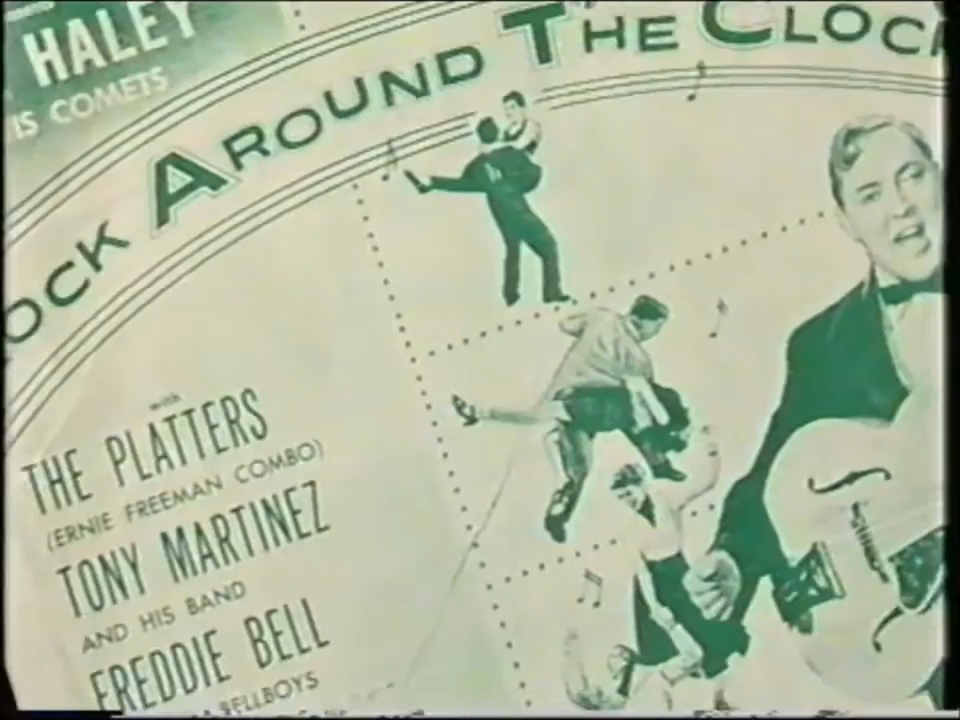 HALEY
IS COMETS
OCK AROUND THE CLOCK
with
THE PLATTERS
(ERNIE FREEMAN COMBO)
TONY MARTINEZ
AND HIS BAND
FREDDIE BELL
BELLBOYS